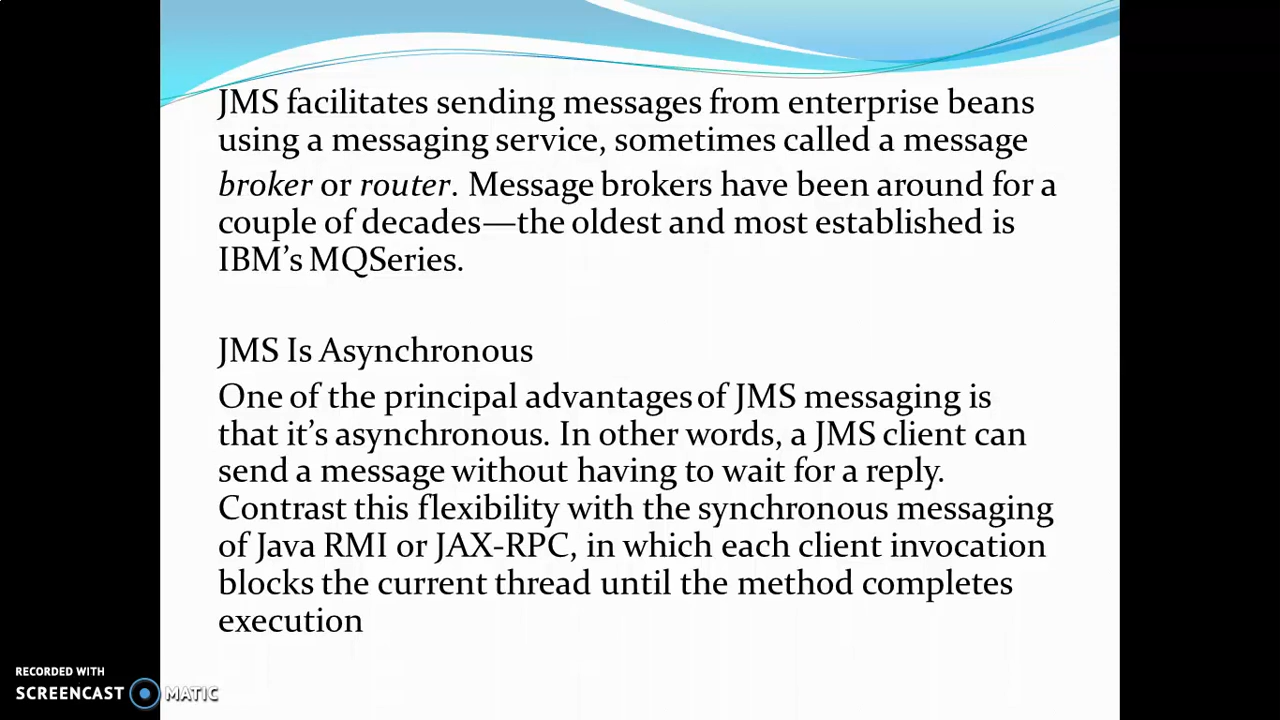 JMS facilitates sending messages from enterprise beans
using a messaging service, sometimes called a message
broker or router. Message brokers have been around for a
couple of decades—the oldest and most established is
IBM’s MQSeries.
JMS Is Asynchronous
One of the principal advantages of JMS messaging is
that it’s asynchronous. In other words, a JMS client can
send a message without having to wait for a reply.
Contrast this flexibility with the synchronous messaging
of Java RMI or JAX-RPC, in which each client invocation
blocks the current thread until the method completes
execution
RECORDED WITH
SCREENCAST MATIC